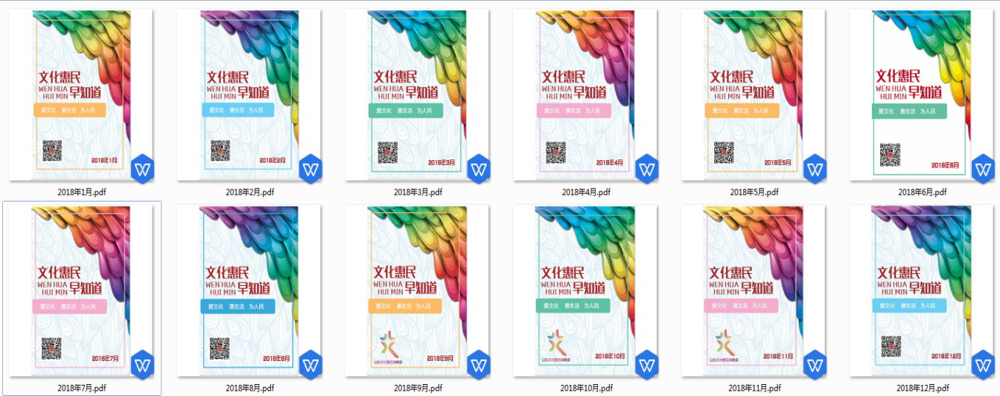 文化惠民
WEN HUA
HUI MIN 早知道
爱文化 惠生活 为人民
2018年1月
2018年1月.pdf
文化惠民
WEN HUA
HUI MIN 早知道
爱文化 惠生活 为人民
2018年2月
2018年2月.pdf
文化惠民
WEN HUA
HUI MIN 早知道
爱文化 惠生活 为人民
2018年3月
2018年3月.pdf
文化惠民
WEN HUA
HUI MIN 早知道
爱文化 惠生活 为人民
2018年4月
2018年4月.pdf
文化惠民
WEN HUA
HUI MIN 早知道
爱文化 惠生活 为人民
2018年5月
2018年5月.pdf
文化惠民
WEN HUA
HUI MIN 早知道
爱文化 惠生活 为人民
2018年6月
2018年6月.pdf
文化惠民
WEN HUA
HUI MIN 早知道
爱文化 惠生活 为人民
2018年7月
2018年7月.pdf
文化惠民
WEN HUA
HUI MIN 早知道
爱文化 惠生活 为人民
2018年8月
2018年8月.pdf
文化惠民
WEN HUA
HUI MIN 早知道
爱文化 惠生活 为人民
2018年9月
2018年9月.pdf
文化惠民
WEN HUA
HUI MIN 早知道
爱文化 惠生活 为人民
2018年10月
2018年10月.pdf
文化惠民
WEN HUA
HUI MIN 早知道
爱文化 惠生活 为人民
2018年11月
2018年11月.pdf
文化惠民
WEN HUA
HUI MIN 早知道
爱文化 惠生活 为人民
2018年12月
2018年12月.pdf